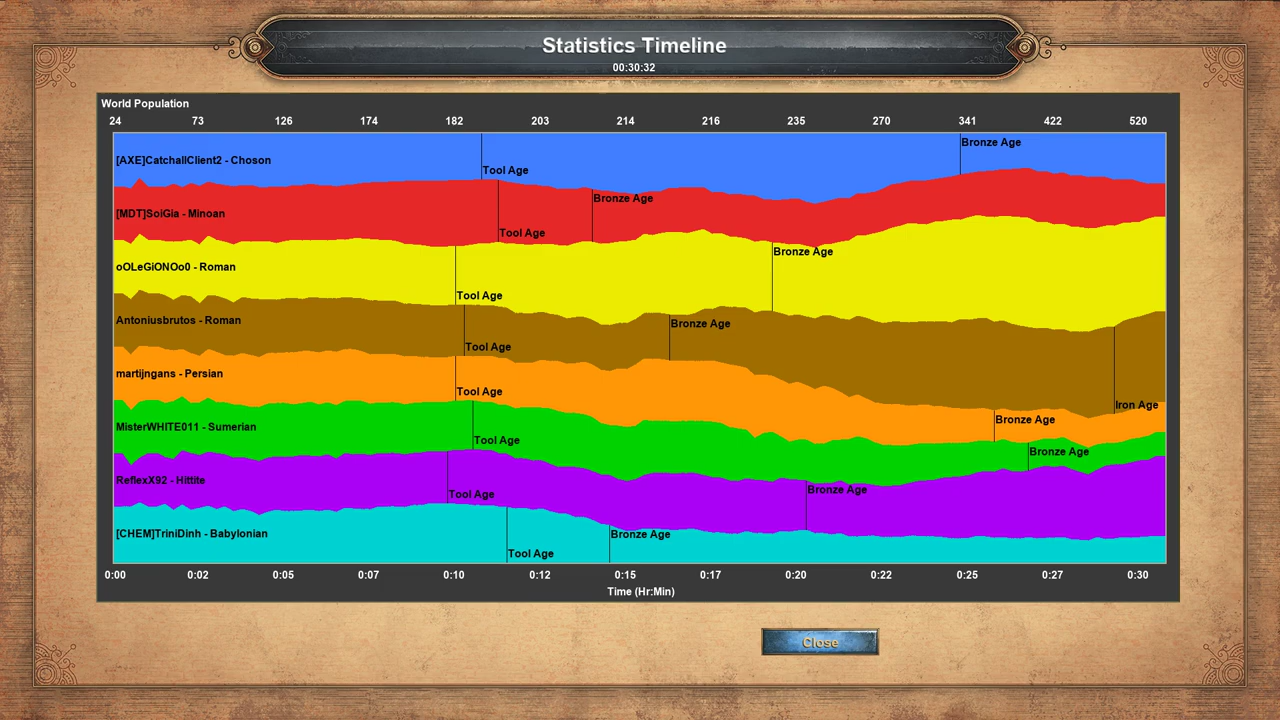 Statistics Timeline
00:30:32
World Population
24 73 126 174 182 203 214 216 235 270 341 422 520
Bronze Age
[AXE]CatchallClient2 - Choson
Tool Age
Bronze Age
[MDT]SoiGia - Minoan
Tool Age
Bronze Age
oOLeGiONOo0 - Roman
Tool Age
Antoniusbrutos - Roman
Bronze Age
Tool Age
martijngans - Persian
Tool Age
Iron Age
Bronze Age
MisterWHITE011 - Sumerian
Tool Age
Bronze Age
ReflexX92 - Hittite
Bronze Age
Tool Age
[CHEM]TriniDinh - Babylonian
Bronze Age
Tool Age
0:00 0:02 0:05 0:07 0:10 0:12 0:15 0:17 0:20 0:22 0:25 0:27 0:30
Time (Hr:Min)
Close